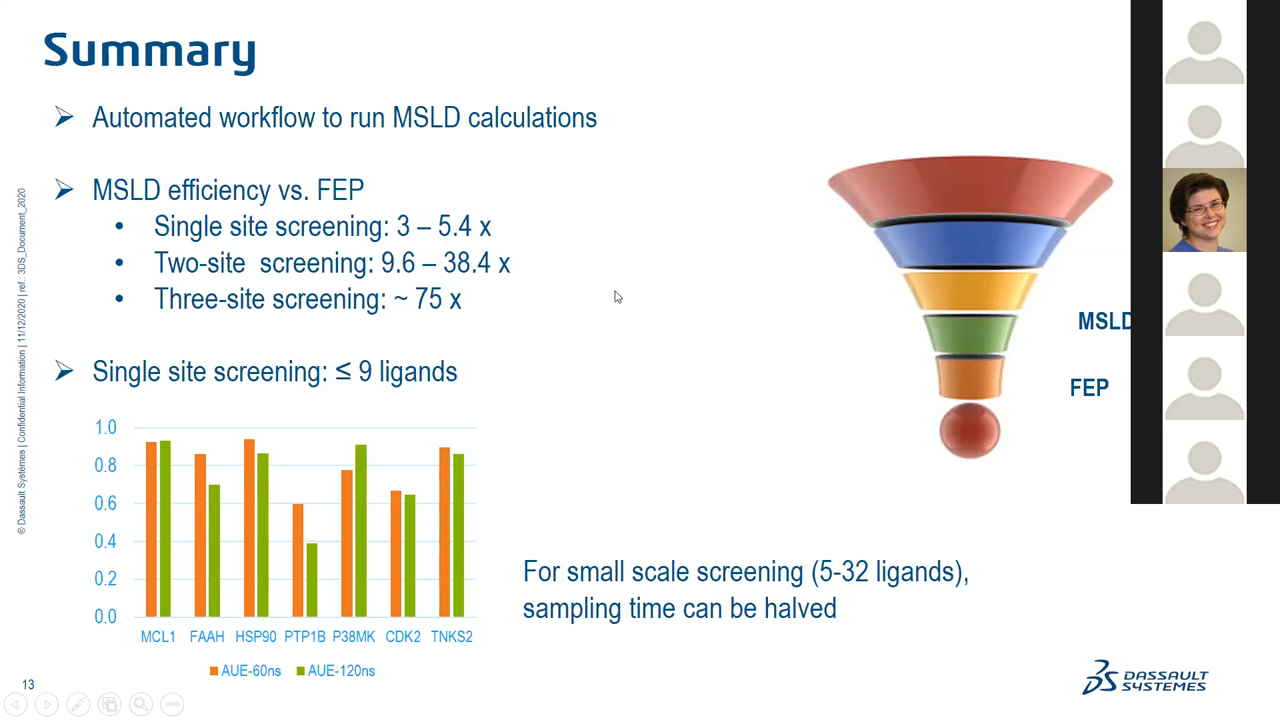 Summary
Automated workflow to run MSLD calculations
MSLD efficiency vs. FEP
Single site screening: 3 – 5.4 x
Two-site screening: 9.6 – 38.4 x
Three-site screening: ~ 75 x
Single site screening: ≤ 9 ligands
1.0
0.8
0.6
0.4
0.2
0.0
MCL1 FAAH HSP90 PTP1B P38MK CDK2 TNKS2
AUE-60ns AUE-120ns
MSLD
FEP
For small scale screening (5-32 ligands),
sampling time can be halved
© Dassault Systèmes | Confidential Information | 11/12/2020 | ref.: 3DS_Document_2020
13
DASSAULT
SYSTEMES